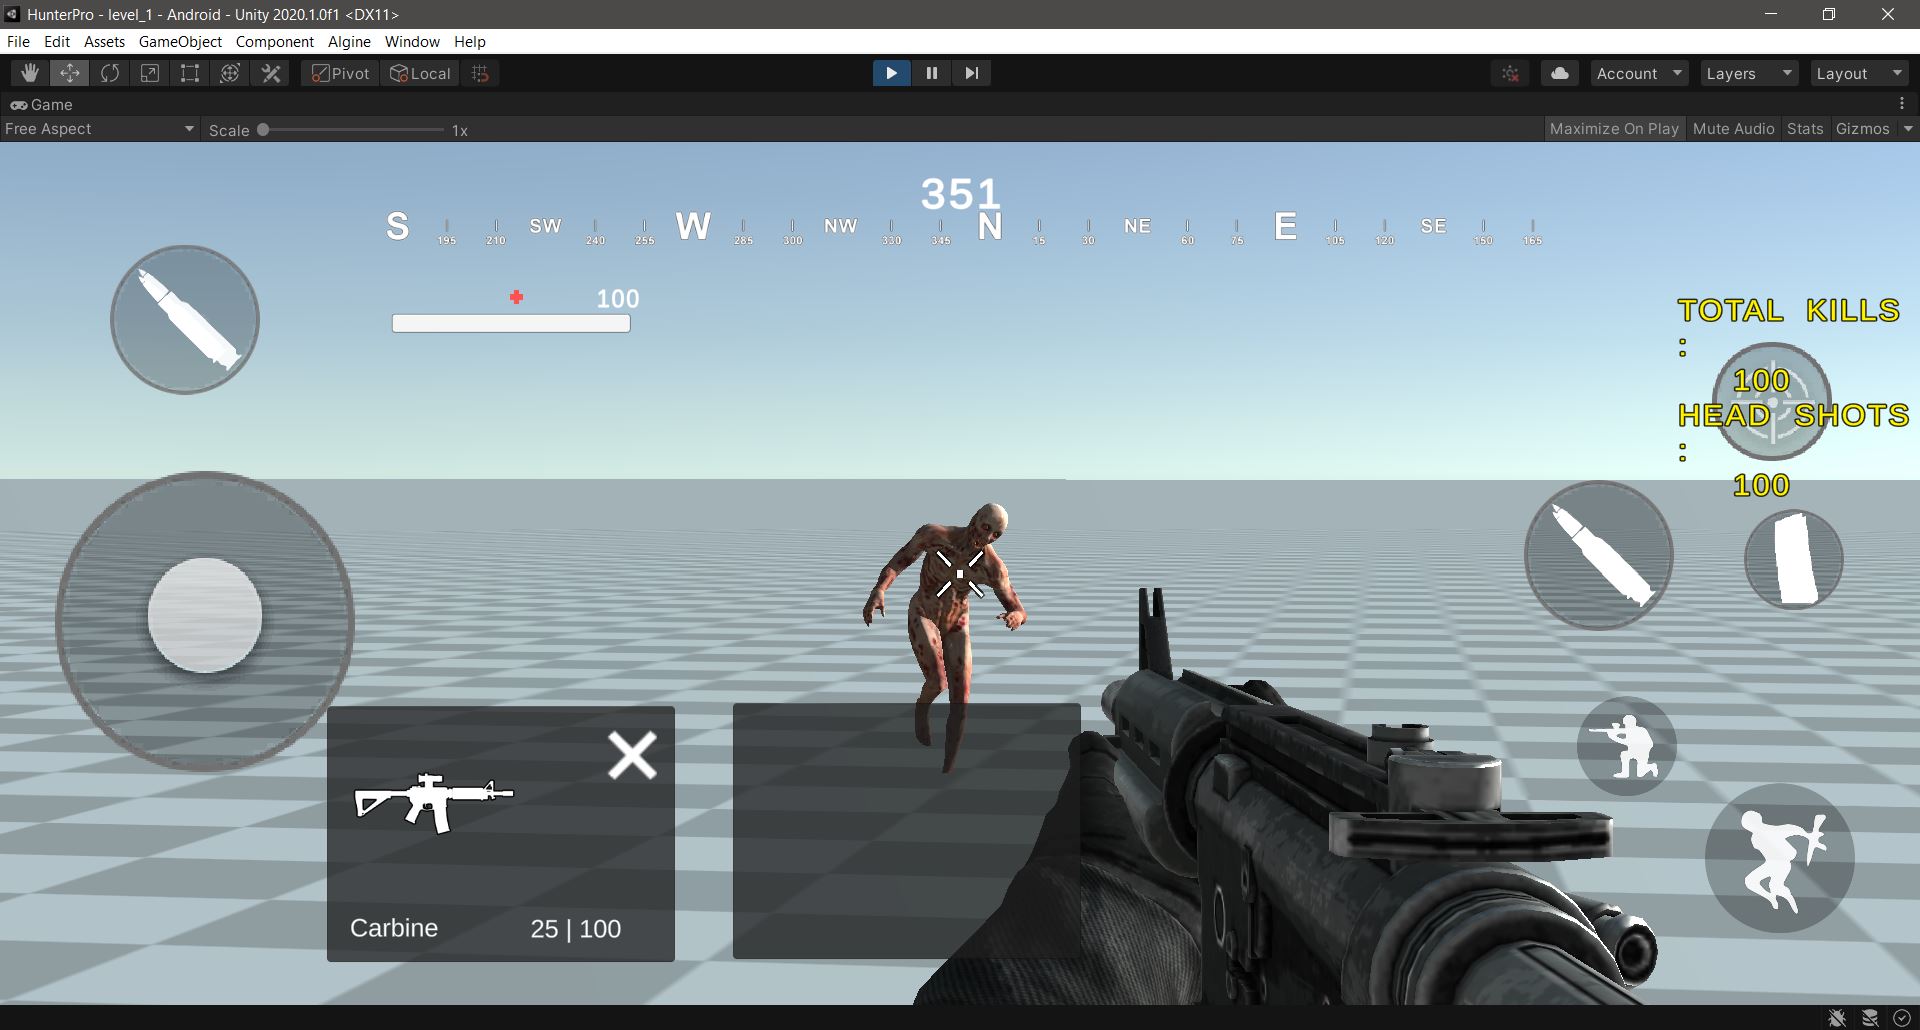 HunterPro - level_1 - Android - Unity 2020.1.0f1 <DX11>
File Edit Assets GameObject Component Algine Window Help
Pivot Local Account Layers Layout
Game
Free Aspect Scale 1x Maximize On Play Mute Audio Stats Gizmos
351
S 195 210 SW 240 255 W 285 300 NW 330 345 N 15 30 NE 60 75 E 105 120 SE 150 165
100
TOTAL KILLS
:
100
HEAD SHOTS
:
100
Carbine 25 | 100